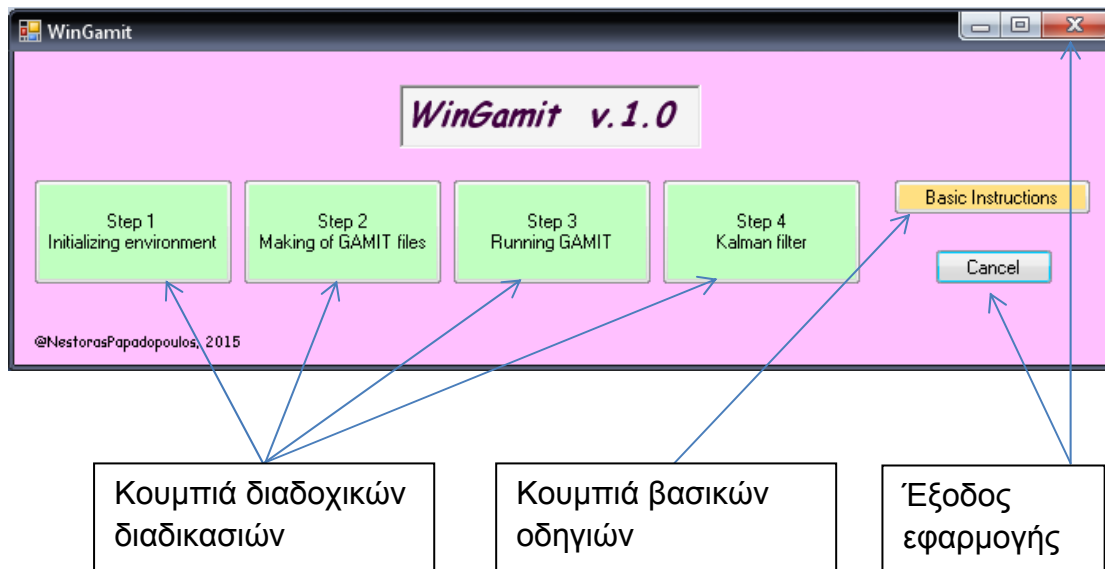 WinGamit
WinGamit v.1.0
Step 1
Initializing environment
Step 2
Making of GAMIT files
Step 3
Running GAMIT
Step 4
Kalman filter
Basic Instructions
Cancel
@NestorasPapadopoulos, 2015
Κουμπιά διαδοχικών
διαδικασιών
Κουμπιά βασικών
οδηγιών
Έξοδος
εφαρμογής